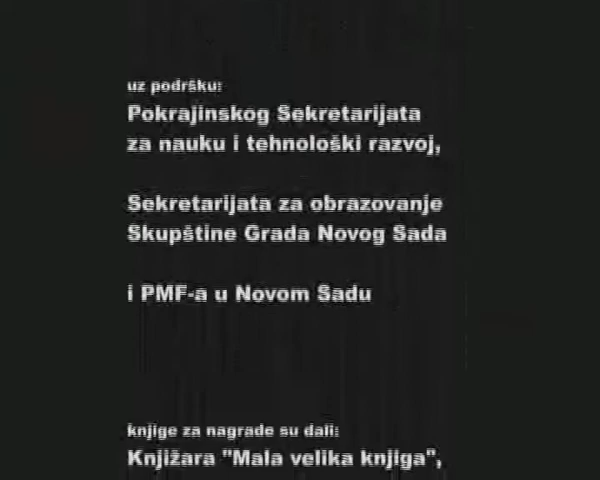 uz podršku:
Pokrajinskog Sekretarijata
za nauku i tehnološki razvoj,
Sekretarijata za obrazovanje
Skupštine Grada Novog Sada
i PMF-a u Novom Sadu
knjige za nagrade su dali:
Knjižara "Mala velika knjiga",